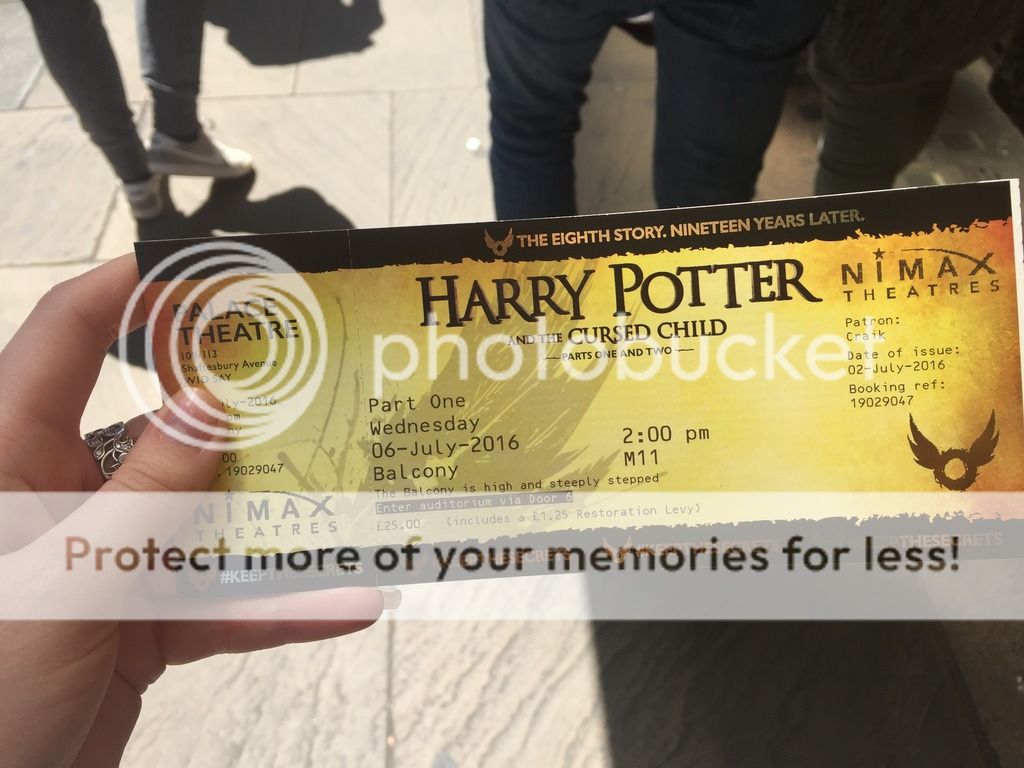 THE EIGHTH STORY. NINETEEN YEARS LATER.
PALACE
THEATRE
Shaftesbury Avenue
W1D 5AY
19029047
NIMAX
THEATRES
#KEEPTHESECRETS
HARRY POTTER
AND THE CURSED CHILD
PARTS ONE AND TWO
Part One
Wednesday
06-July-2016
2:00 pm
Balcony
M11
The Balcony is high and steeply stepped
Enter auditorium via Door 6
£25.00 (includes a £1.25 Restoration Levy)
NIMAX
THEATRES
Patron:
Craik
Date of issue:
02-July-2016
Booking ref:
19029047
photobucket
Protect more of your memories for less!